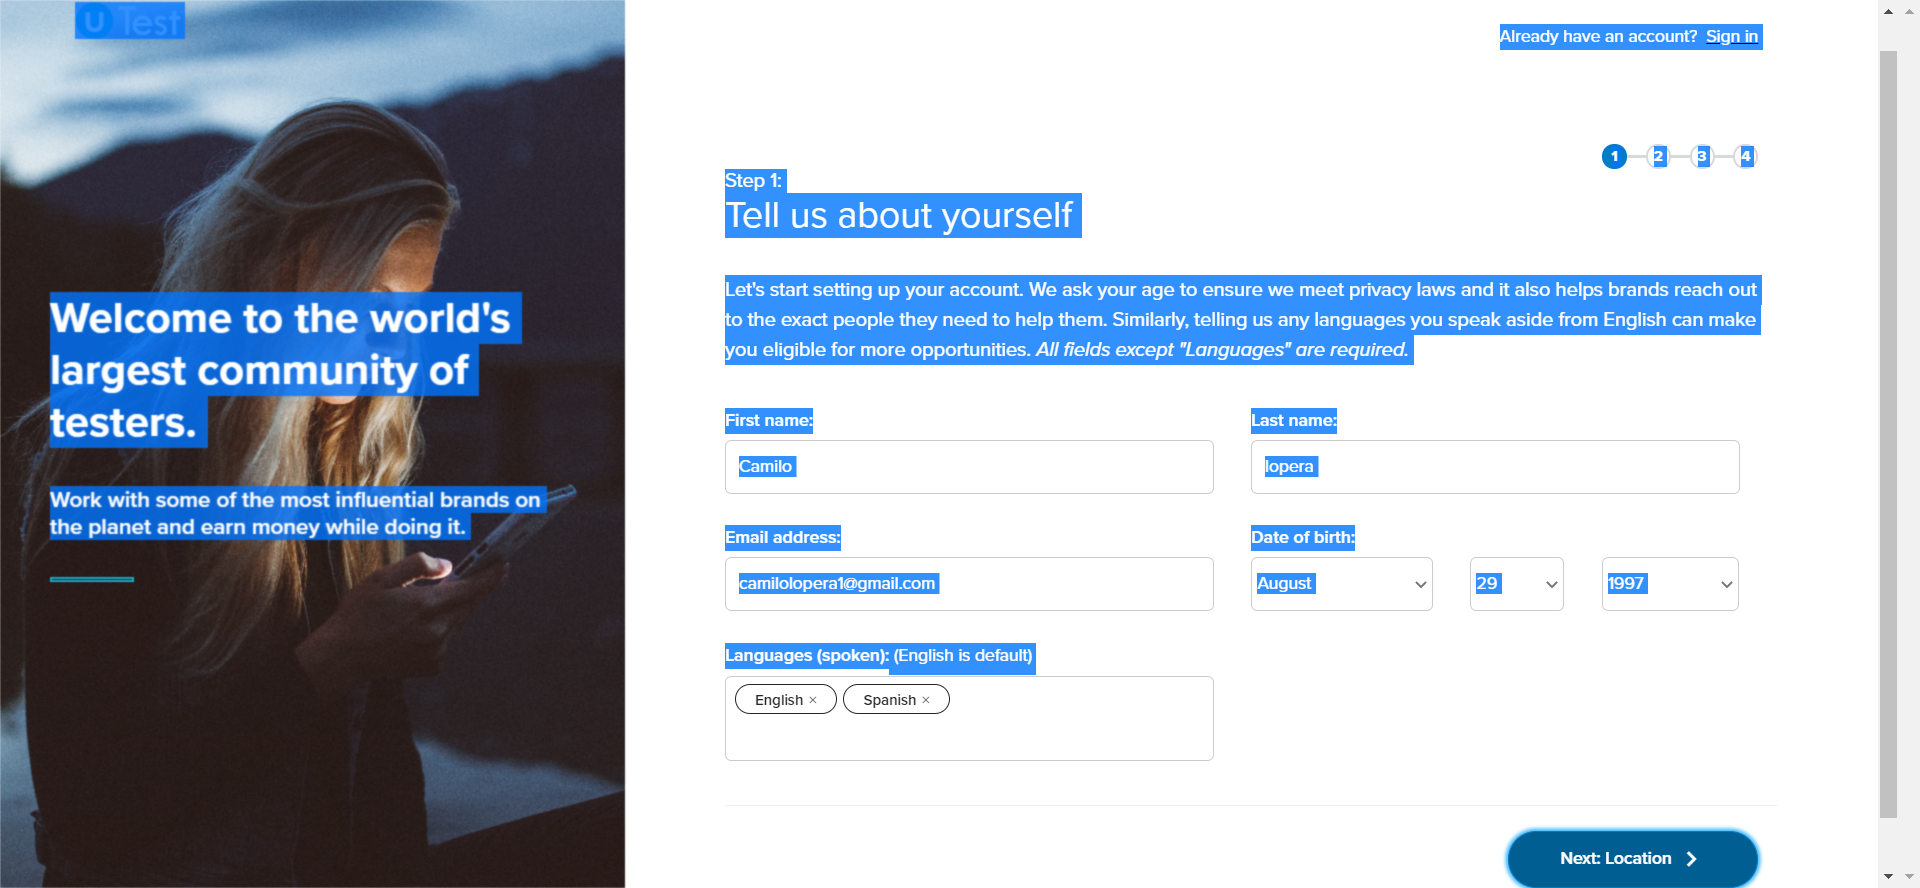 U Test
Welcome to the world's
largest community of
testers.
Work with some of the most influential brands on
the planet and earn money while doing it.
Already have an account? Sign in
1 2 3 4
Step 1:
Tell us about yourself
Let's start setting up your account. We ask your age to ensure we meet privacy laws and it also helps brands reach out
to the exact people they need to help them. Similarly, telling us any languages you speak aside from English can make
you eligible for more opportunities. All fields except "Languages" are required.
First name:
Last name:
Camilo
lopera
Email address:
Date of birth:
camilolopera1@gmail.com
August
29
1997
Languages (spoken): (English is default)
English ×
Spanish ×
Next: Location